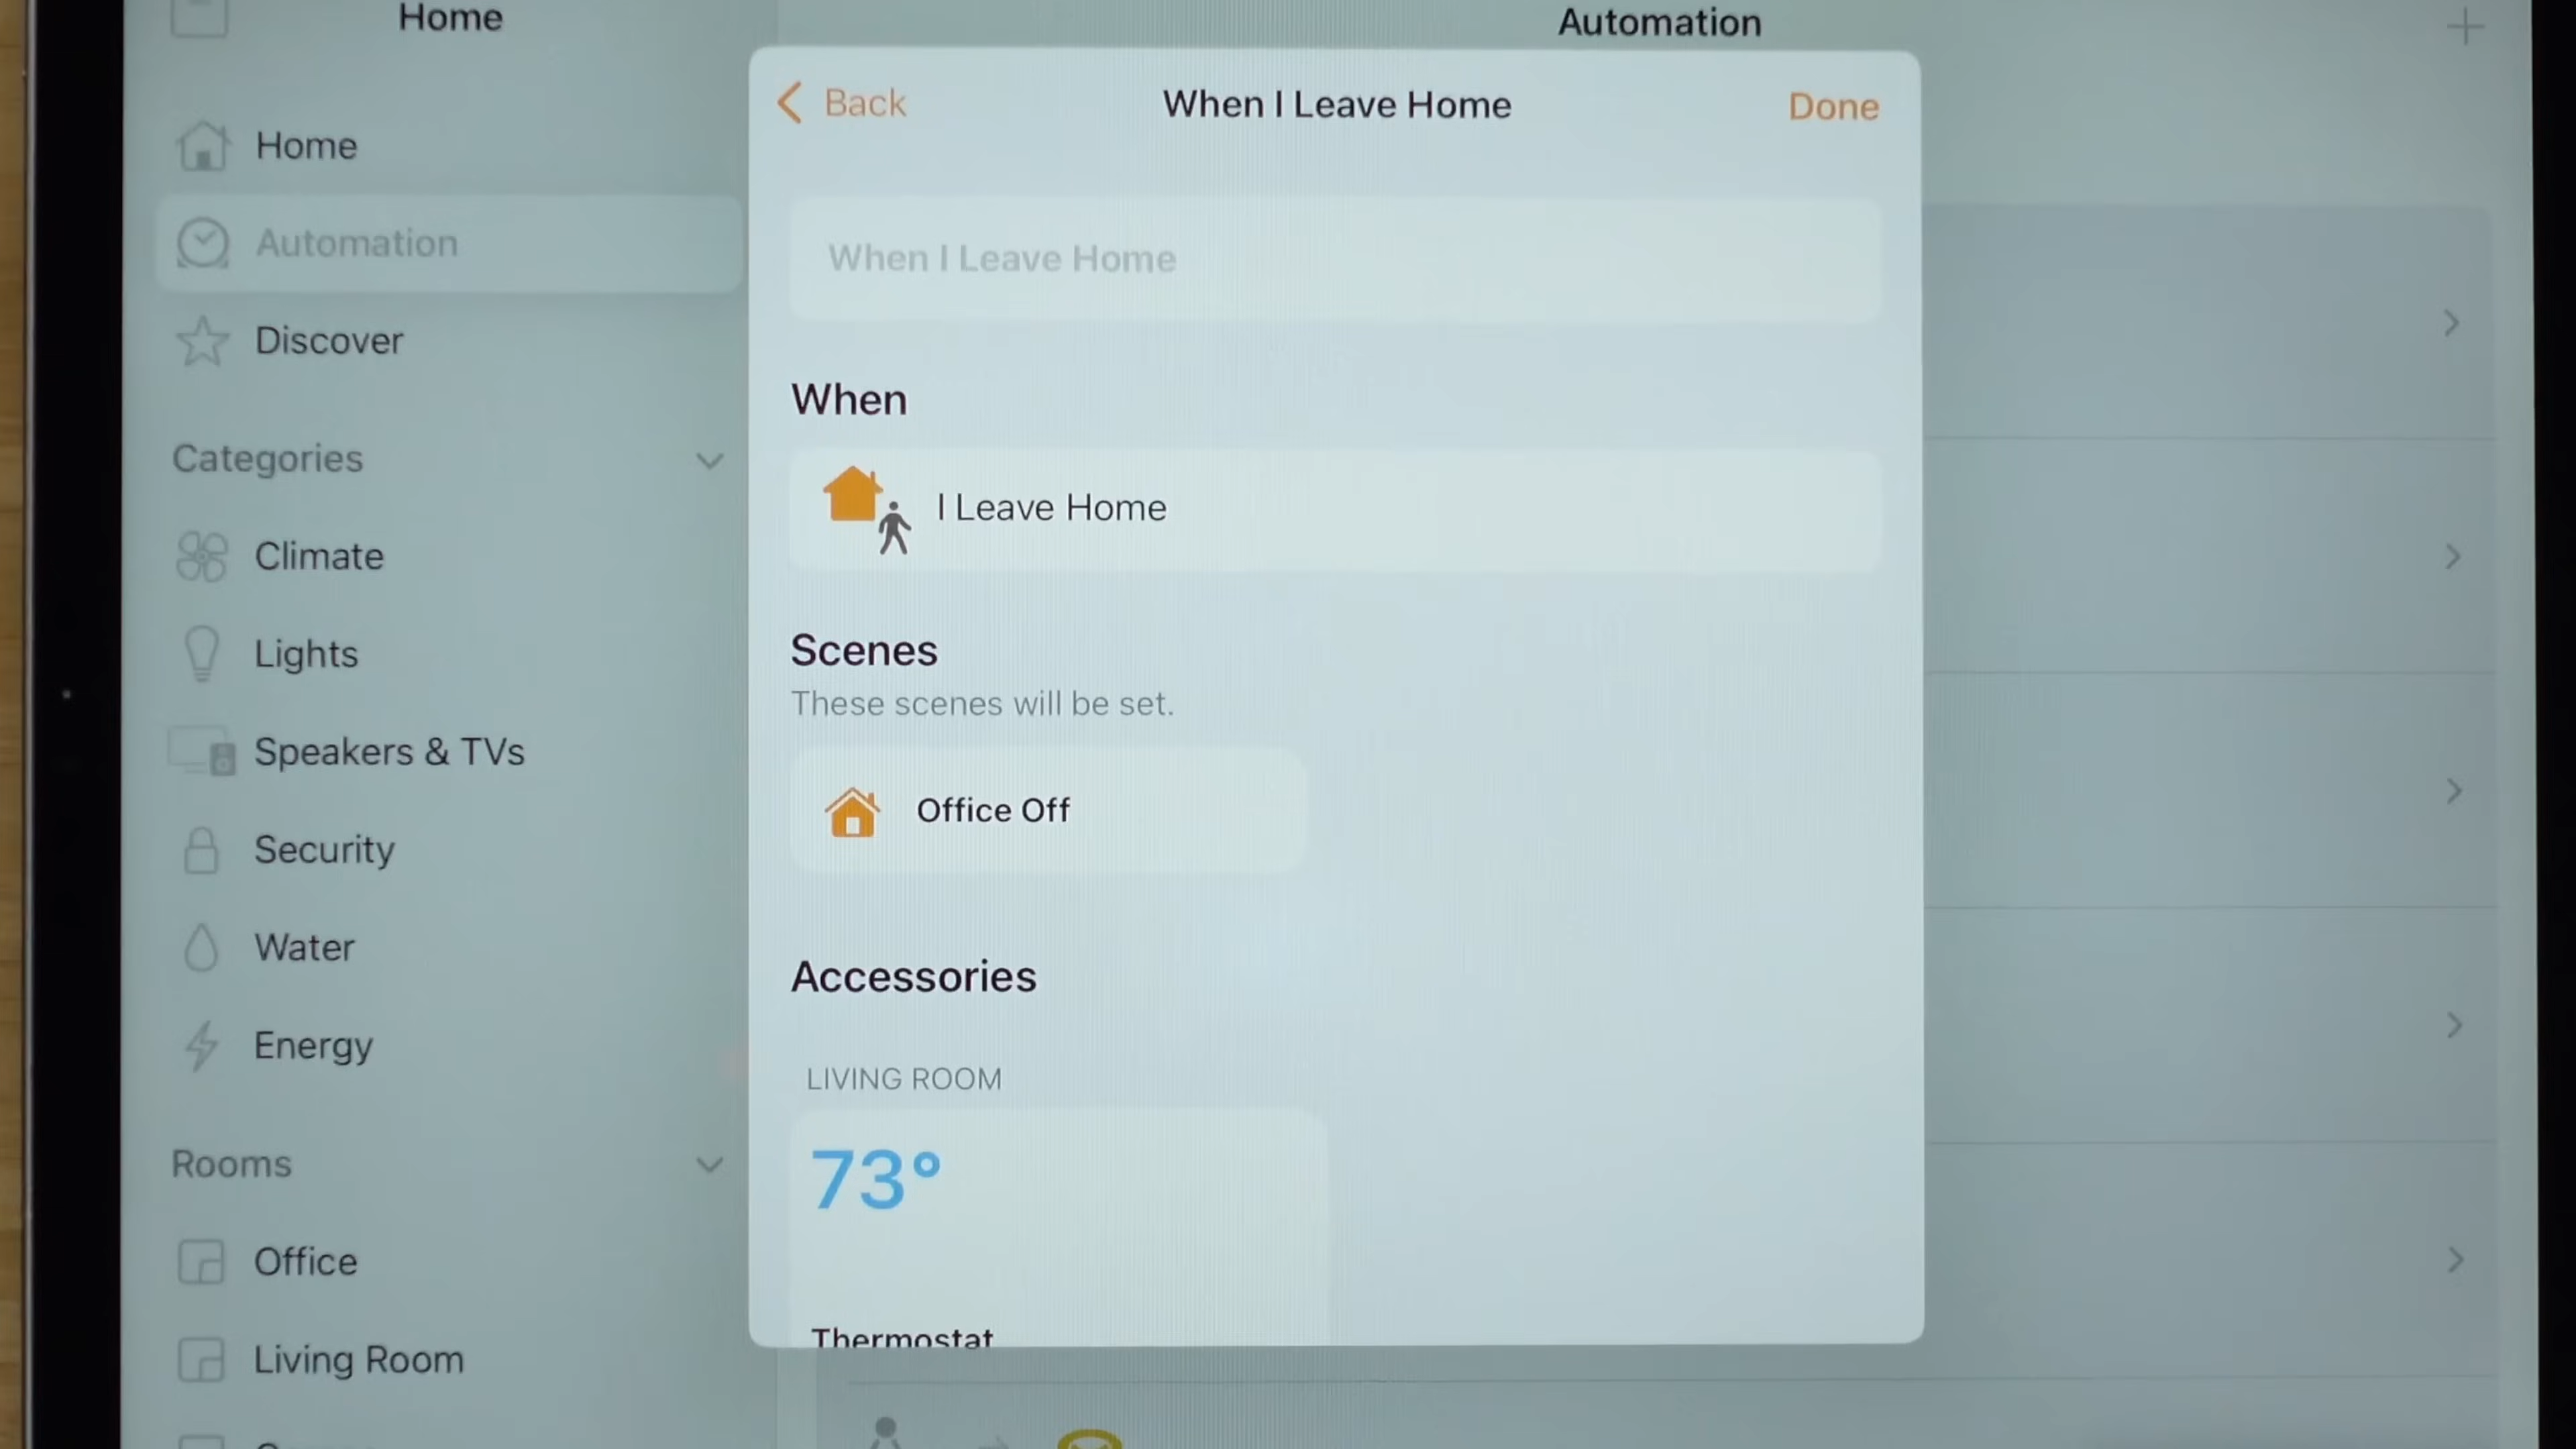 Home
Automation
Home
Automation
Discover
Categories
Climate
Lights
Speakers & TVs
Security
Water
Energy
Rooms
Office
Living Room
Back
When I Leave Home
Done
When I Leave Home
When
I Leave Home
Scenes
These scenes will be set.
Office Off
Accessories
LIVING ROOM
73°
Thermostat